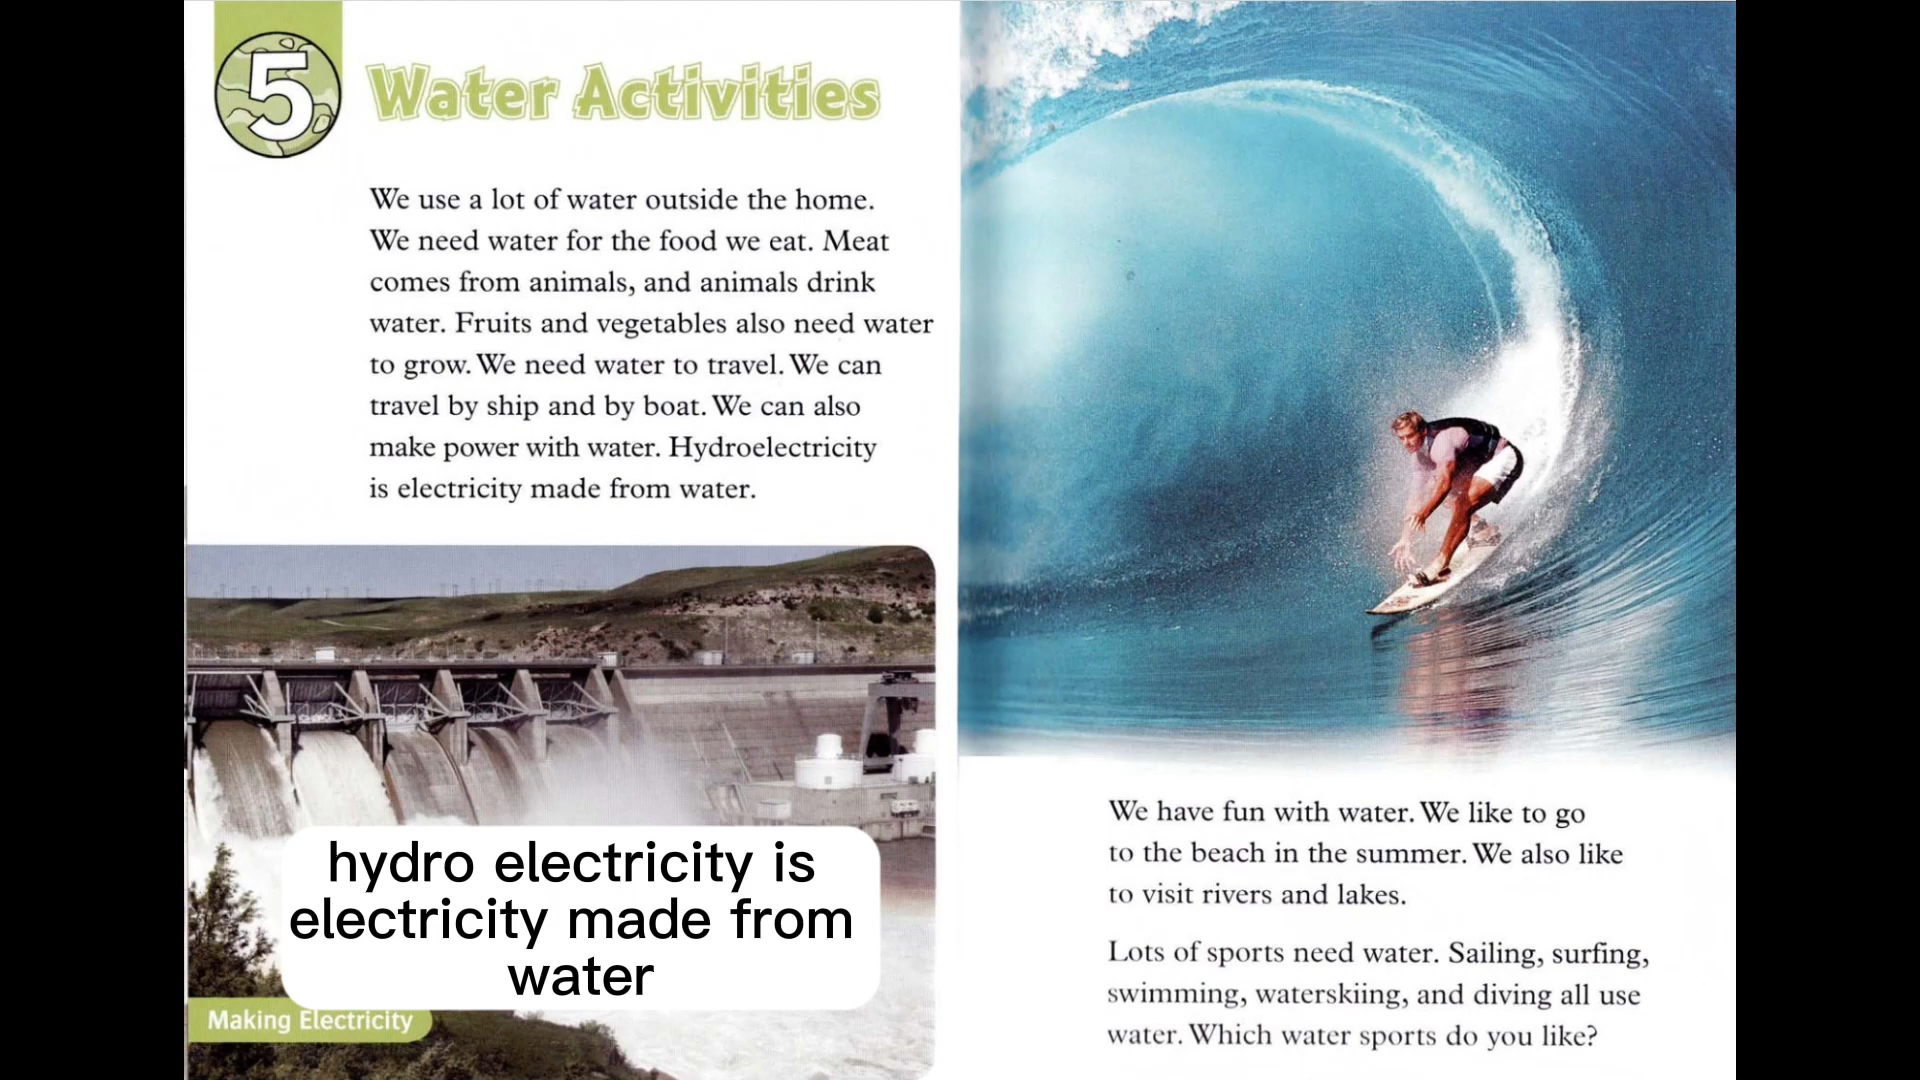 5
Water Activities
We use a lot of water outside the home.
We need water for the food we eat. Meat
comes from animals, and animals drink
water. Fruits and vegetables also need water
to grow. We need water to travel. We can
travel by ship and by boat. We can also
make power with water. Hydroelectricity
is electricity made from water.
hydro electricity is
electricity made from
water
Making Electricity
We have fun with water. We like to go
to the beach in the summer. We also like
to visit rivers and lakes.
Lots of sports need water. Sailing, surfing,
swimming, waterskiing, and diving all use
water. Which water sports do you like?